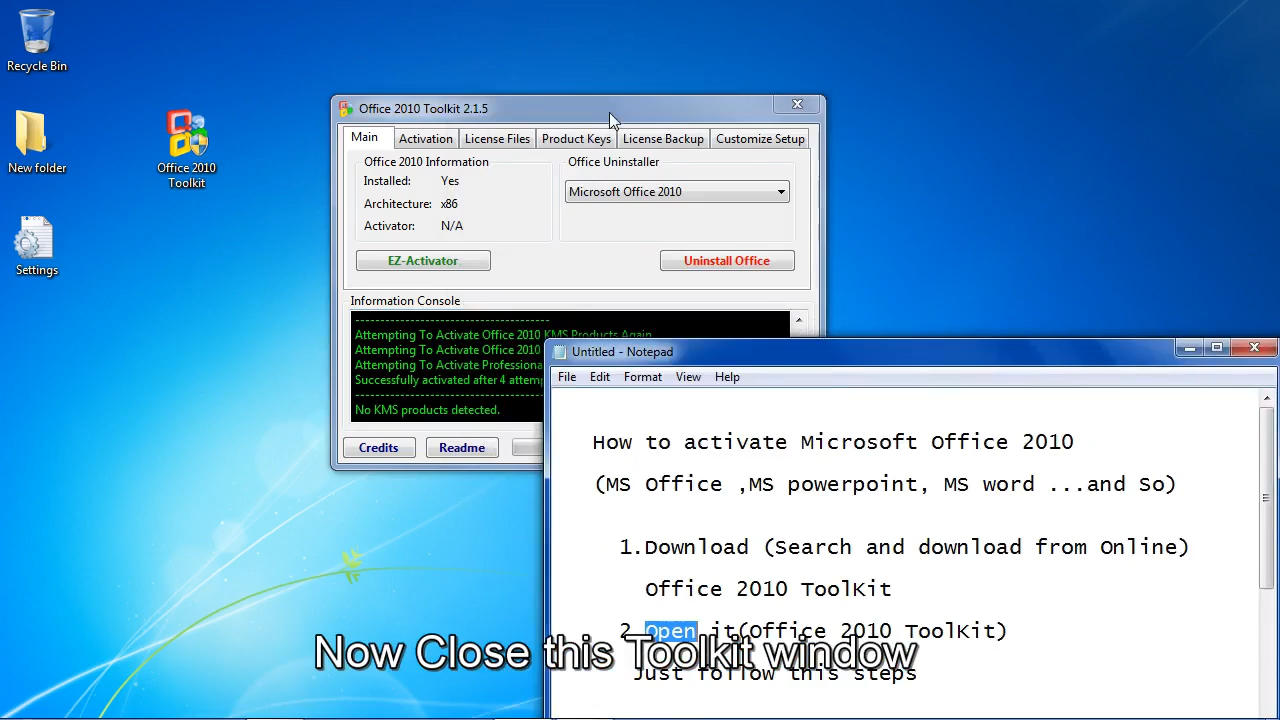 Recycle Bin
New folder
Office 2010
Toolkit
Settings
Office 2010 Toolkit 2.1.5
Main
Activation
License Files
Product Keys
License Backup
Customize Setup
Office 2010 Information
Installed: Yes
Architecture: x86
Activator: N/A
Office Uninstaller
Microsoft Office 2010
EZ-Activator
Uninstall Office
Information Console
----------------------------------------
Attempting To Activate Office 2010 KMS Products Again
Attempting To Activate Office 2010
Attempting To Activate Professiona
Successfully activated after 4 attemp
----------------------------------------
No KMS products detected.
Credits
Readme
Untitled - Notepad
File Edit Format View Help
How to activate Microsoft Office 2010
(MS Office ,MS powerpoint, MS word ...and So)
1.Download (Search and download from Online)
Office 2010 ToolKit
2 Open it(Office 2010 ToolKit)
Just follow this steps
Now Close this Toolkit window